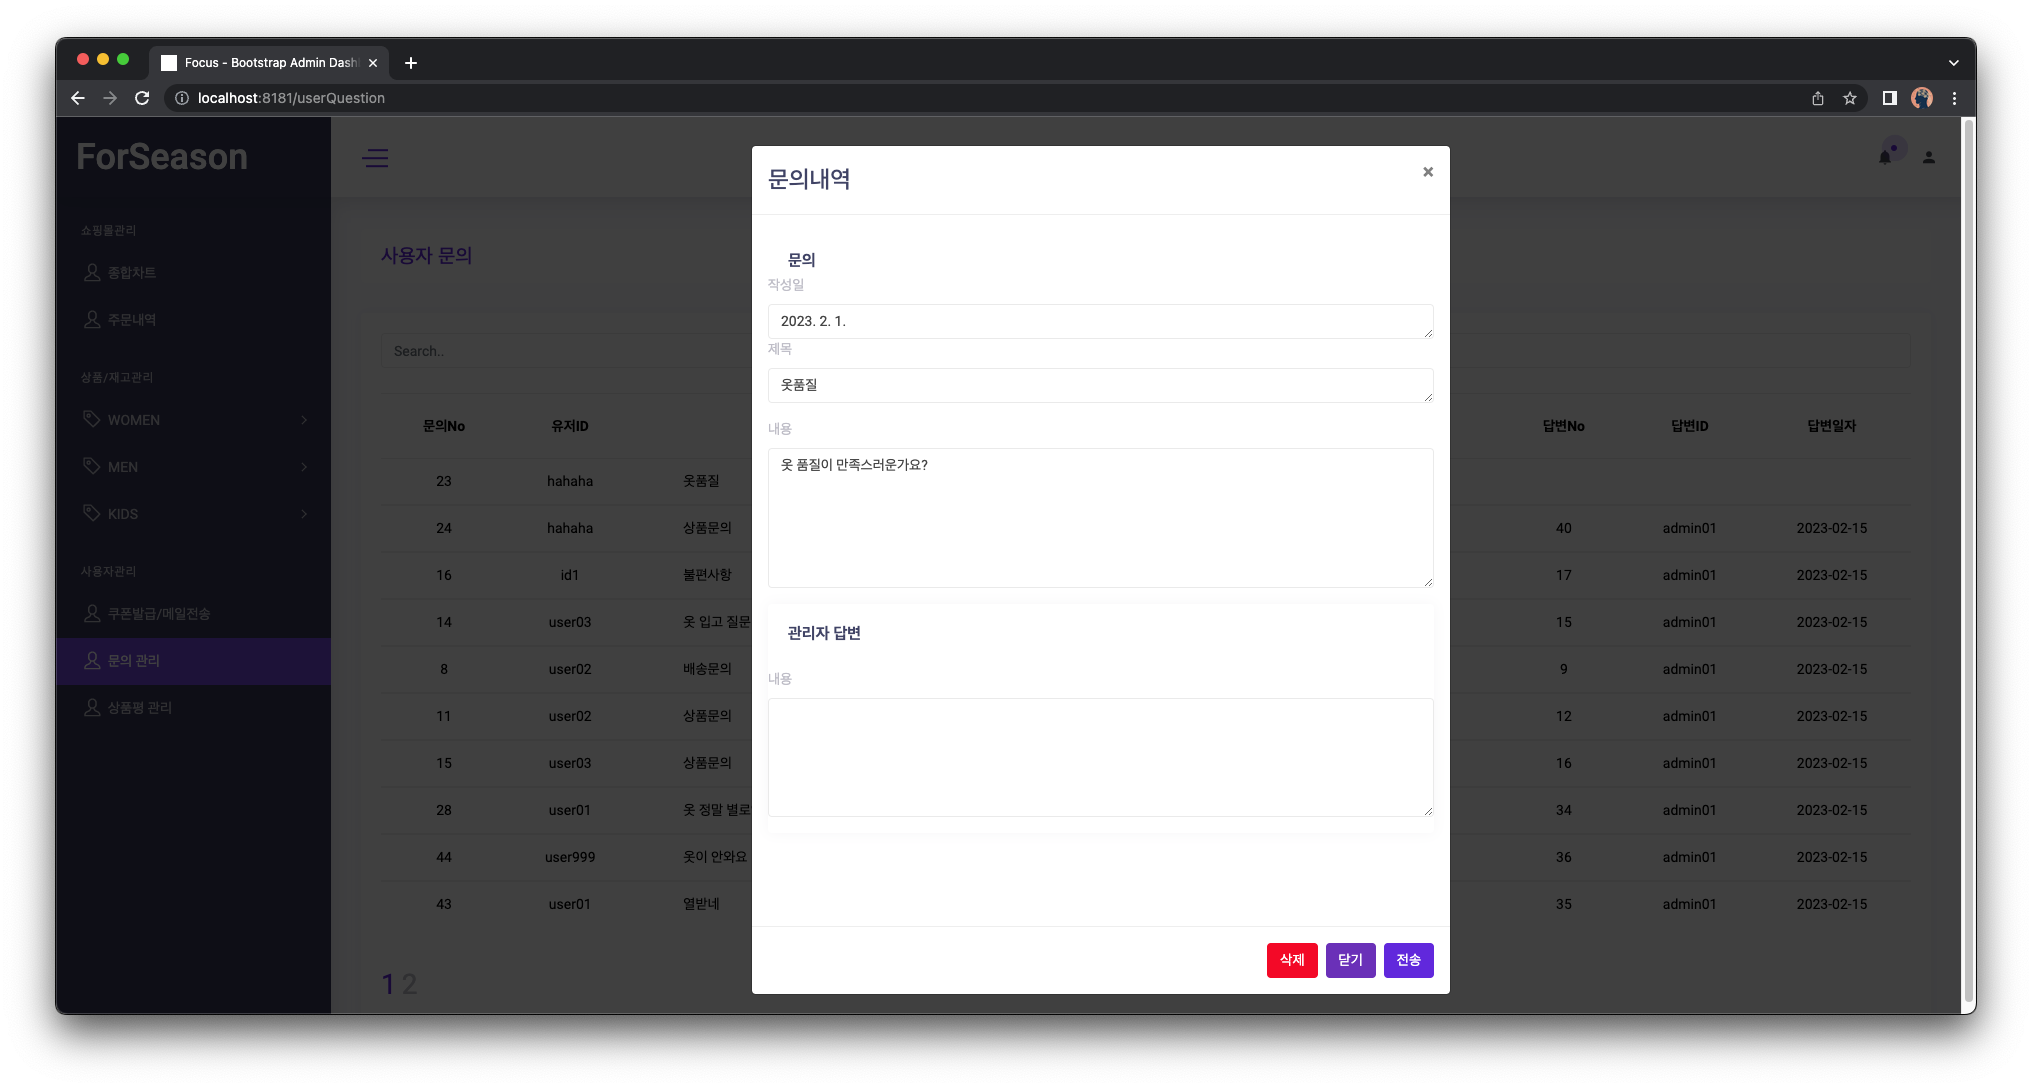 Focus - Bootstrap Admin Dash
localhost:8181/userQuestion
ForSeason
쇼핑몰관리
종합차트
주문내역
상품/재고관리
WOMEN
MEN
KIDS
사용자관리
쿠폰발급/메일전송
문의 관리
상품평 관리
사용자 문의
Search..
문의No 유저ID 답변No 답변ID 답변일자
23 hahaha 옷품질
24 hahaha 상품문의 40 admin01 2023-02-15
16 id1 불편사항 17 admin01 2023-02-15
14 user03 옷 입고 질문 15 admin01 2023-02-15
8 user02 배송문의 9 admin01 2023-02-15
11 user02 상품문의 12 admin01 2023-02-15
15 user03 상품문의 16 admin01 2023-02-15
28 user01 옷 정말 별로 34 admin01 2023-02-15
44 user999 옷이 안와요 36 admin01 2023-02-15
43 user01 열받네 35 admin01 2023-02-15
1 2
문의내역
×
문의
작성일
2023. 2. 1.
제목
옷품질
내용
옷 품질이 만족스러운가요?
관리자 답변
내용
삭제 닫기 전송